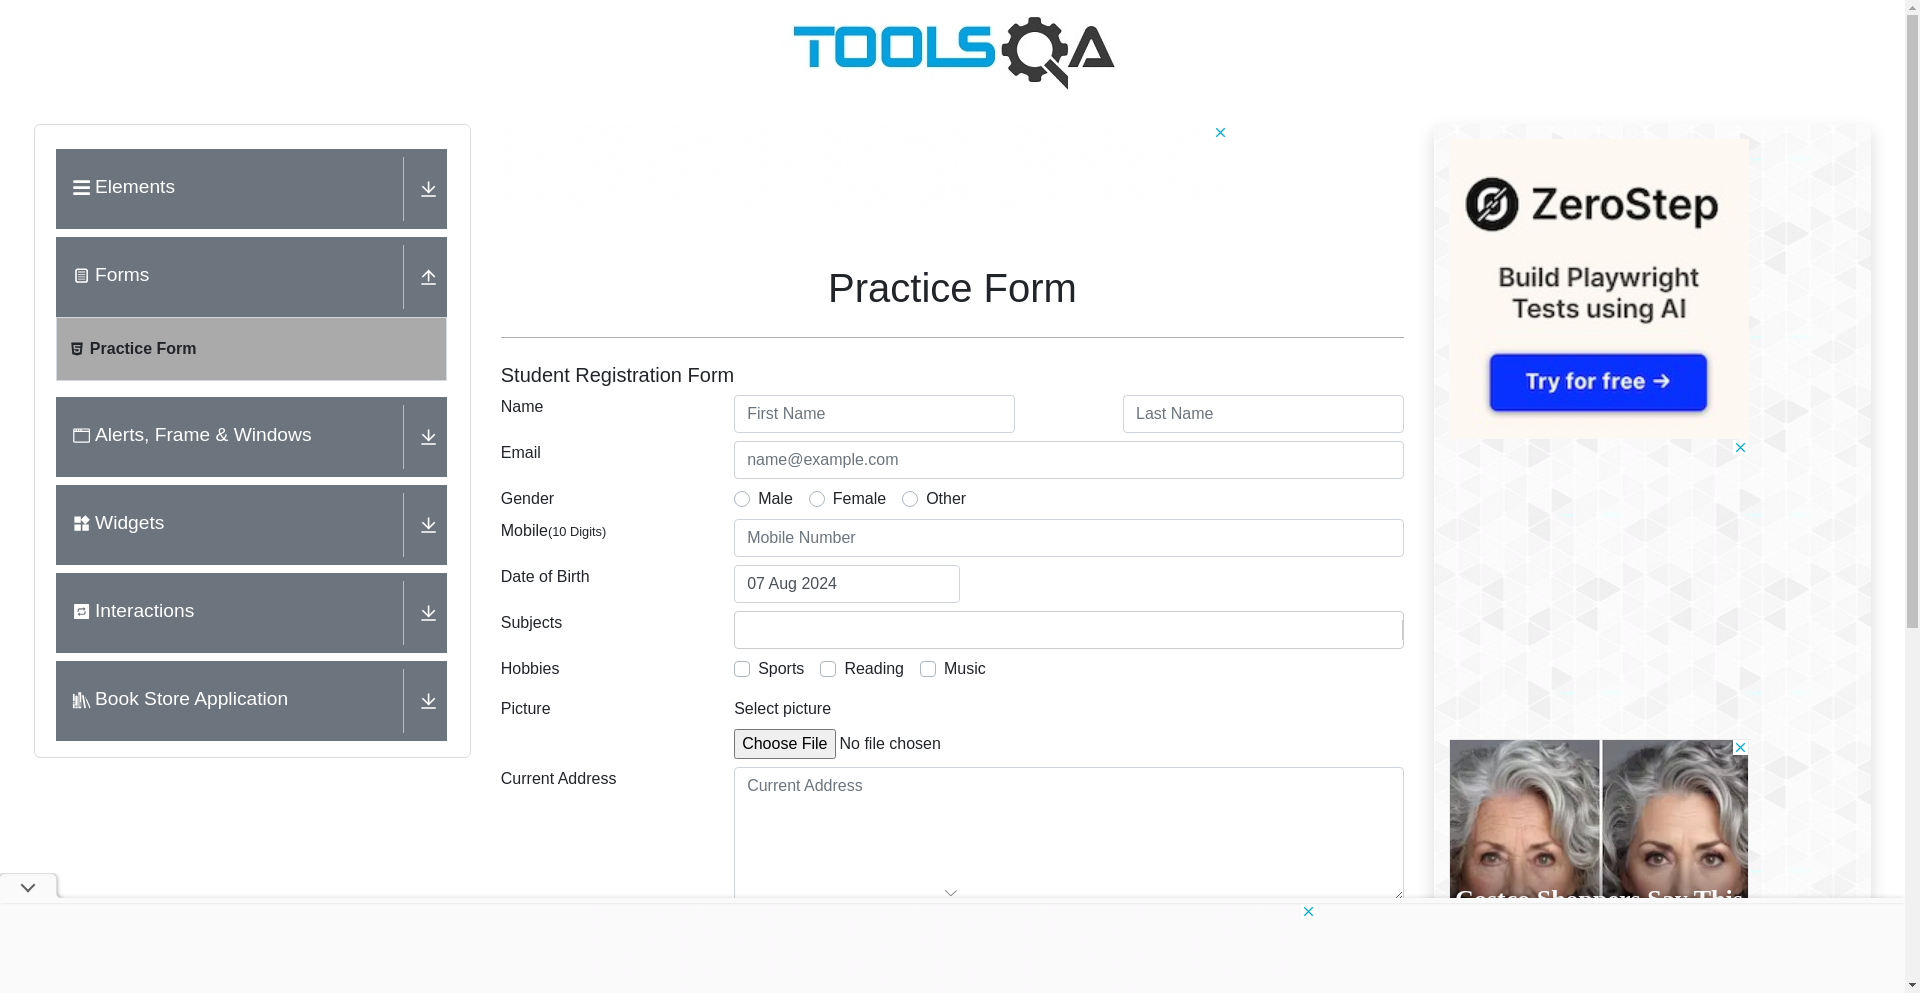 TOOLSQA
Elements
Forms
Practice Form
Alerts, Frame & Windows
Widgets
Interactions
Book Store Application
Practice Form
Student Registration Form
Name
First Name
Last Name
Email
name@example.com
Gender
Male
Female
Other
Mobile(10 Digits)
Mobile Number
Date of Birth
07 Aug 2024
Subjects
Hobbies
Sports
Reading
Music
Picture
Select picture
Choose File No file chosen
Current Address
Current Address
ZeroStep
Build Playwright
Tests using AI
Try for free →
Costco Shoppers Say This